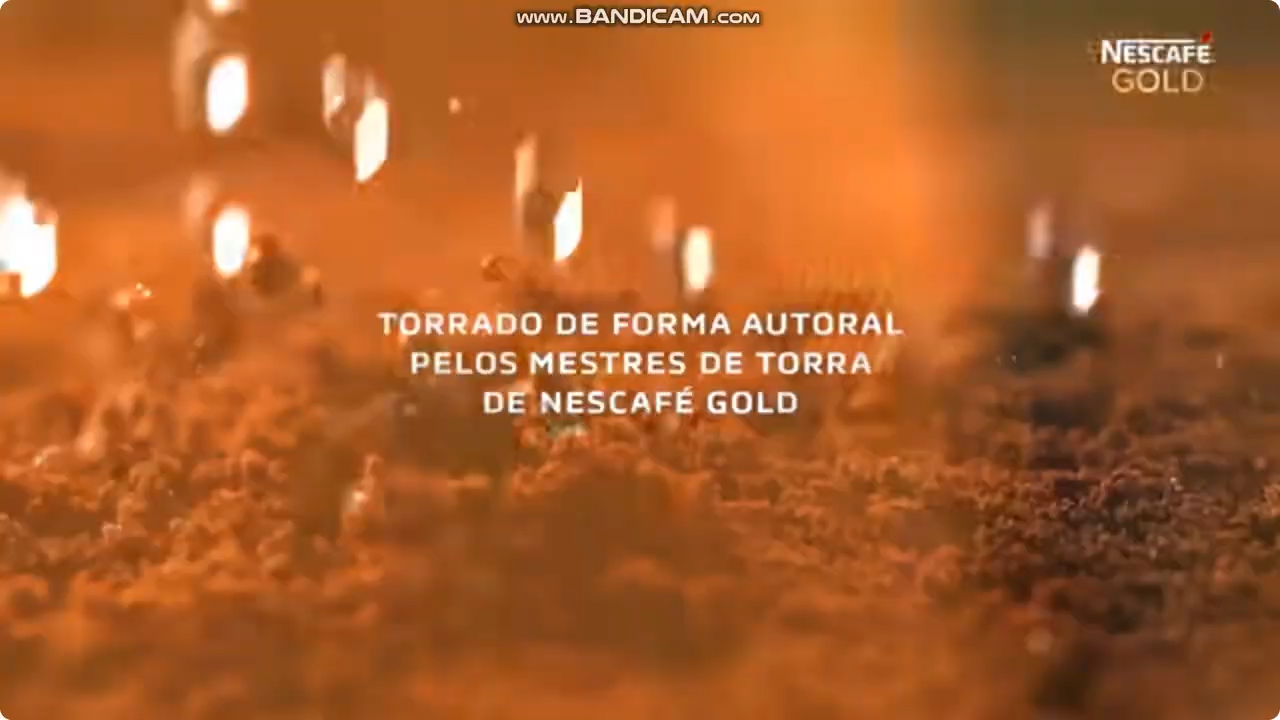 www.BANDICAM.com
NESCAFÉ
GOLD
TORRADO DE FORMA AUTORAL
PELOS MESTRES DE TORRA
DE NESCAFÉ GOLD